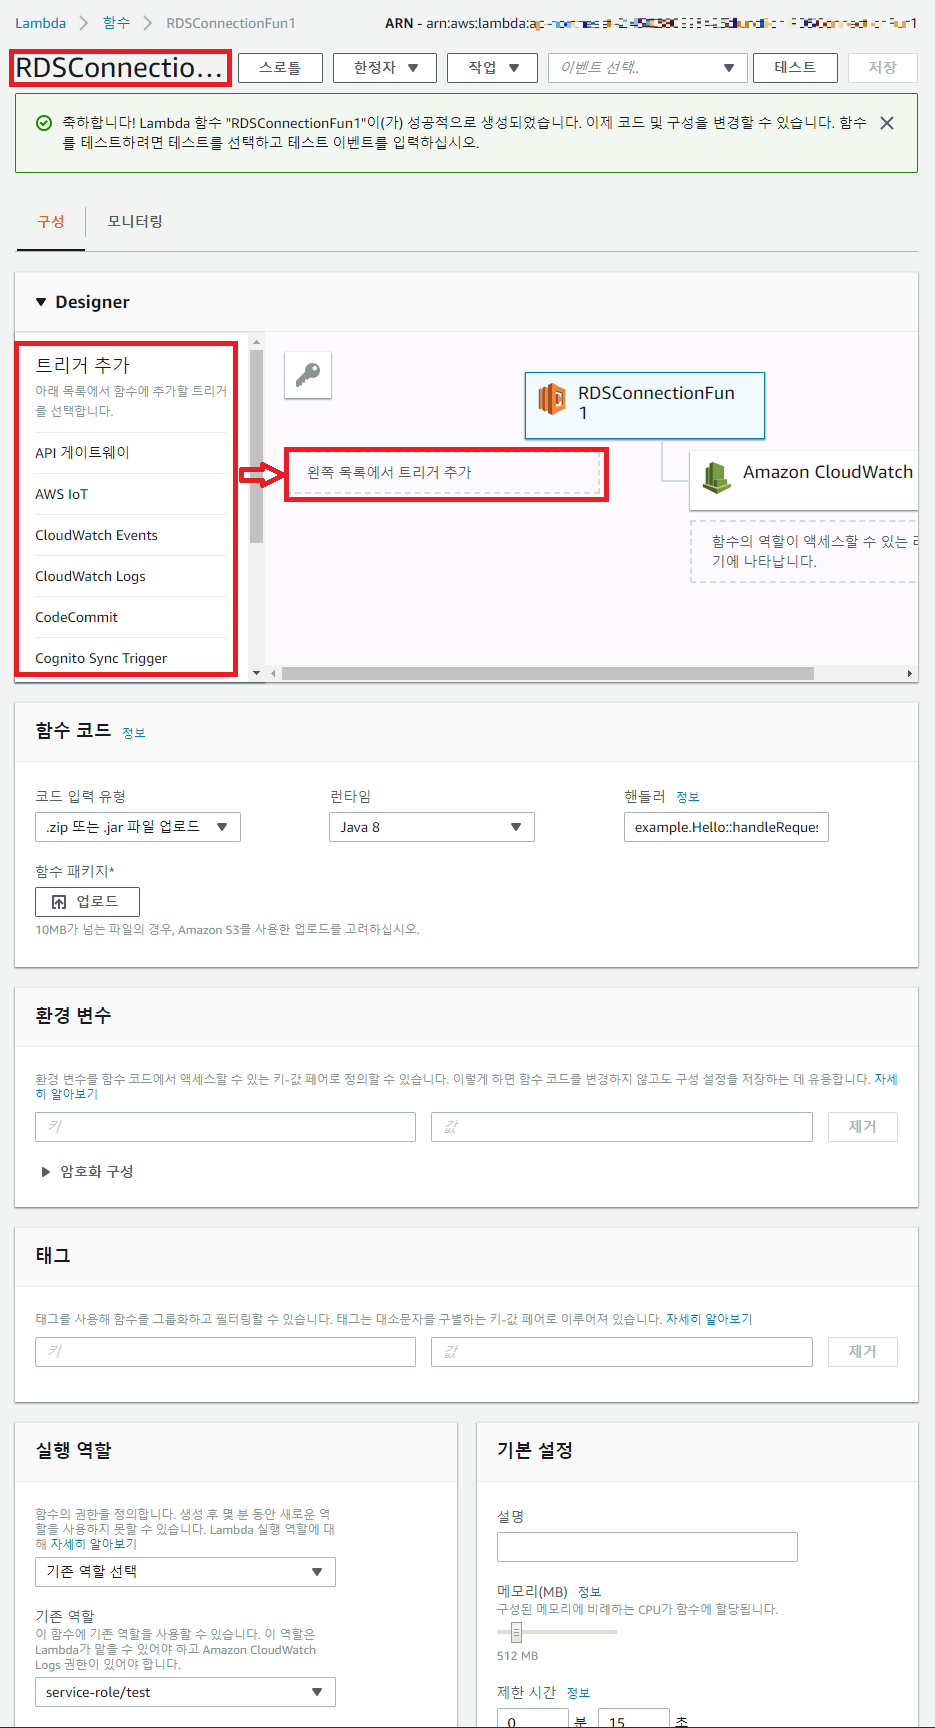 Lambda > 함수 > RDSConnectionFun1
ARN - arn:aws:lambda:ap
RDSConnectio...
스로틀
한정자
작업
이벤트 선택..
테스트
저장
축하합니다! Lambda 함수 "RDSConnectionFun1"이(가) 성공적으로 생성되었습니다. 이제 코드 및 구성을 변경할 수 있습니다. 함수
를 테스트하려면 테스트를 선택하고 테스트 이벤트를 입력하십시오.
구성
모니터링
Designer
트리거 추가
아래 목록에서 함수에 추가할 트리거
를 선택합니다.
API 게이트웨이
AWS IoT
CloudWatch Events
CloudWatch Logs
CodeCommit
Cognito Sync Trigger
왼쪽 목록에서 트리거 추가
RDSConnectionFun
1
Amazon CloudWatch
함수의 역할이 액세스할 수 있는
기에 나타납니다.
함수 코드 정보
코드 입력 유형
.zip 또는 .jar 파일 업로드
런타임
Java 8
핸들러 정보
example.Hello::handleReques
함수 패키지*
업로드
10MB가 넘는 파일의 경우, Amazon S3를 사용한 업로드를 고려하십시오.
환경 변수
환경 변수를 함수 코드에서 액세스할 수 있는 키-값 페어로 정의할 수 있습니다. 이렇게 하면 함수 코드를 변경하지 않고도 구성 설정을 저장하는 데 유용합니다. 자세
히 알아보기
키
값
제거
암호화 구성
태그
태그를 사용해 함수를 그룹화하고 필터링할 수 있습니다. 태그는 대소문자를 구별하는 키-값 페어로 이루어져 있습니다. 자세히 알아보기
키
값
제거
실행 역할
함수의 권한을 정의합니다. 생성 후 몇 분 동안 새로운 역
할을 사용하지 못할 수 있습니다. Lambda 실행 역할에 대
해 자세히 알아보기
기존 역할 선택
기존 역할
이 함수에 기존 역할을 사용할 수 있습니다. 이 역할은
Lambda가 맡을 수 있어야 하고 Amazon CloudWatch
Logs 권한이 있어야 합니다.
service-role/test
기본 설정
설명
메모리(MB) 정보
구성된 메모리에 비례하는 CPU가 함수에 할당됩니다.
512 MB
제한 시간 정보
0 분 15 초